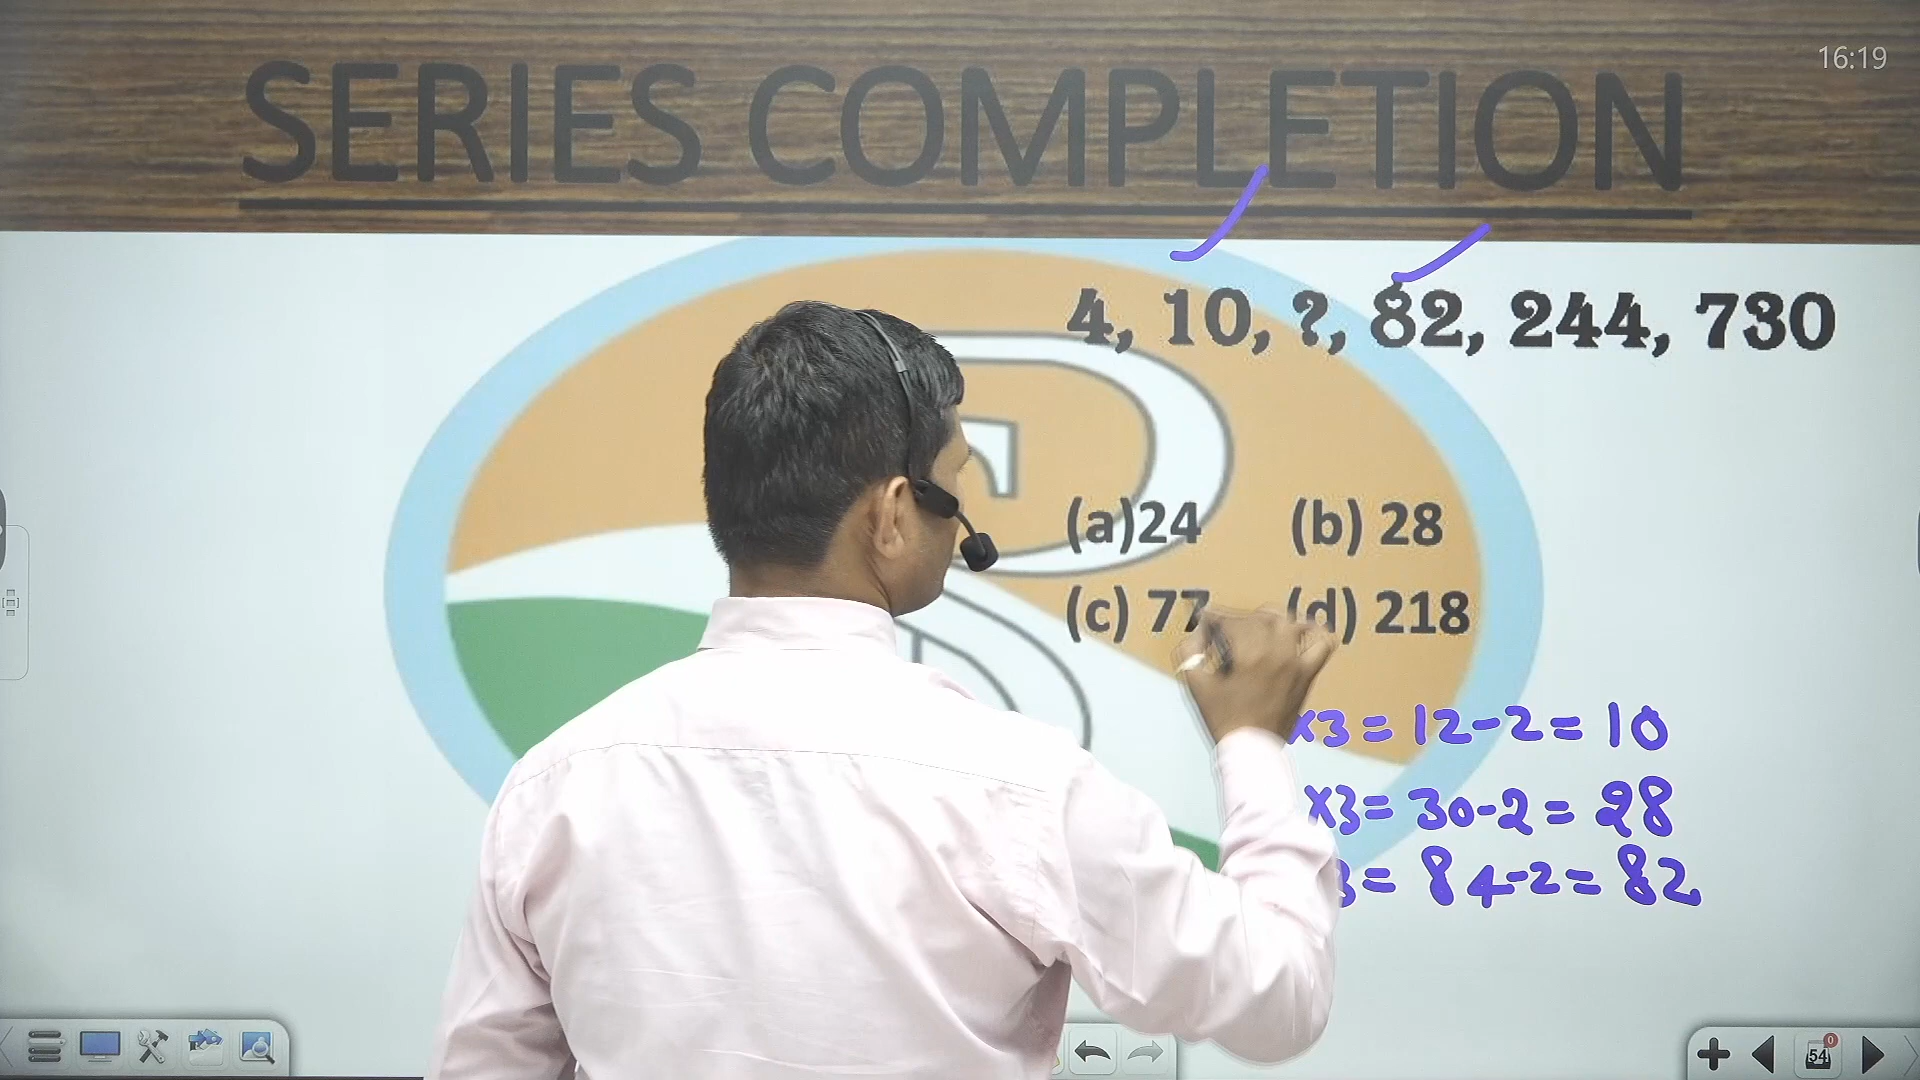 16:19
SERIES COMPLETION
4, 10, ?, 82, 244, 730
(a)24 (b) 28
(c) 77 (d) 218
x3 = 12-2 = 10
x3 = 30-2 = 28
3 = 84-2 = 82
54
0